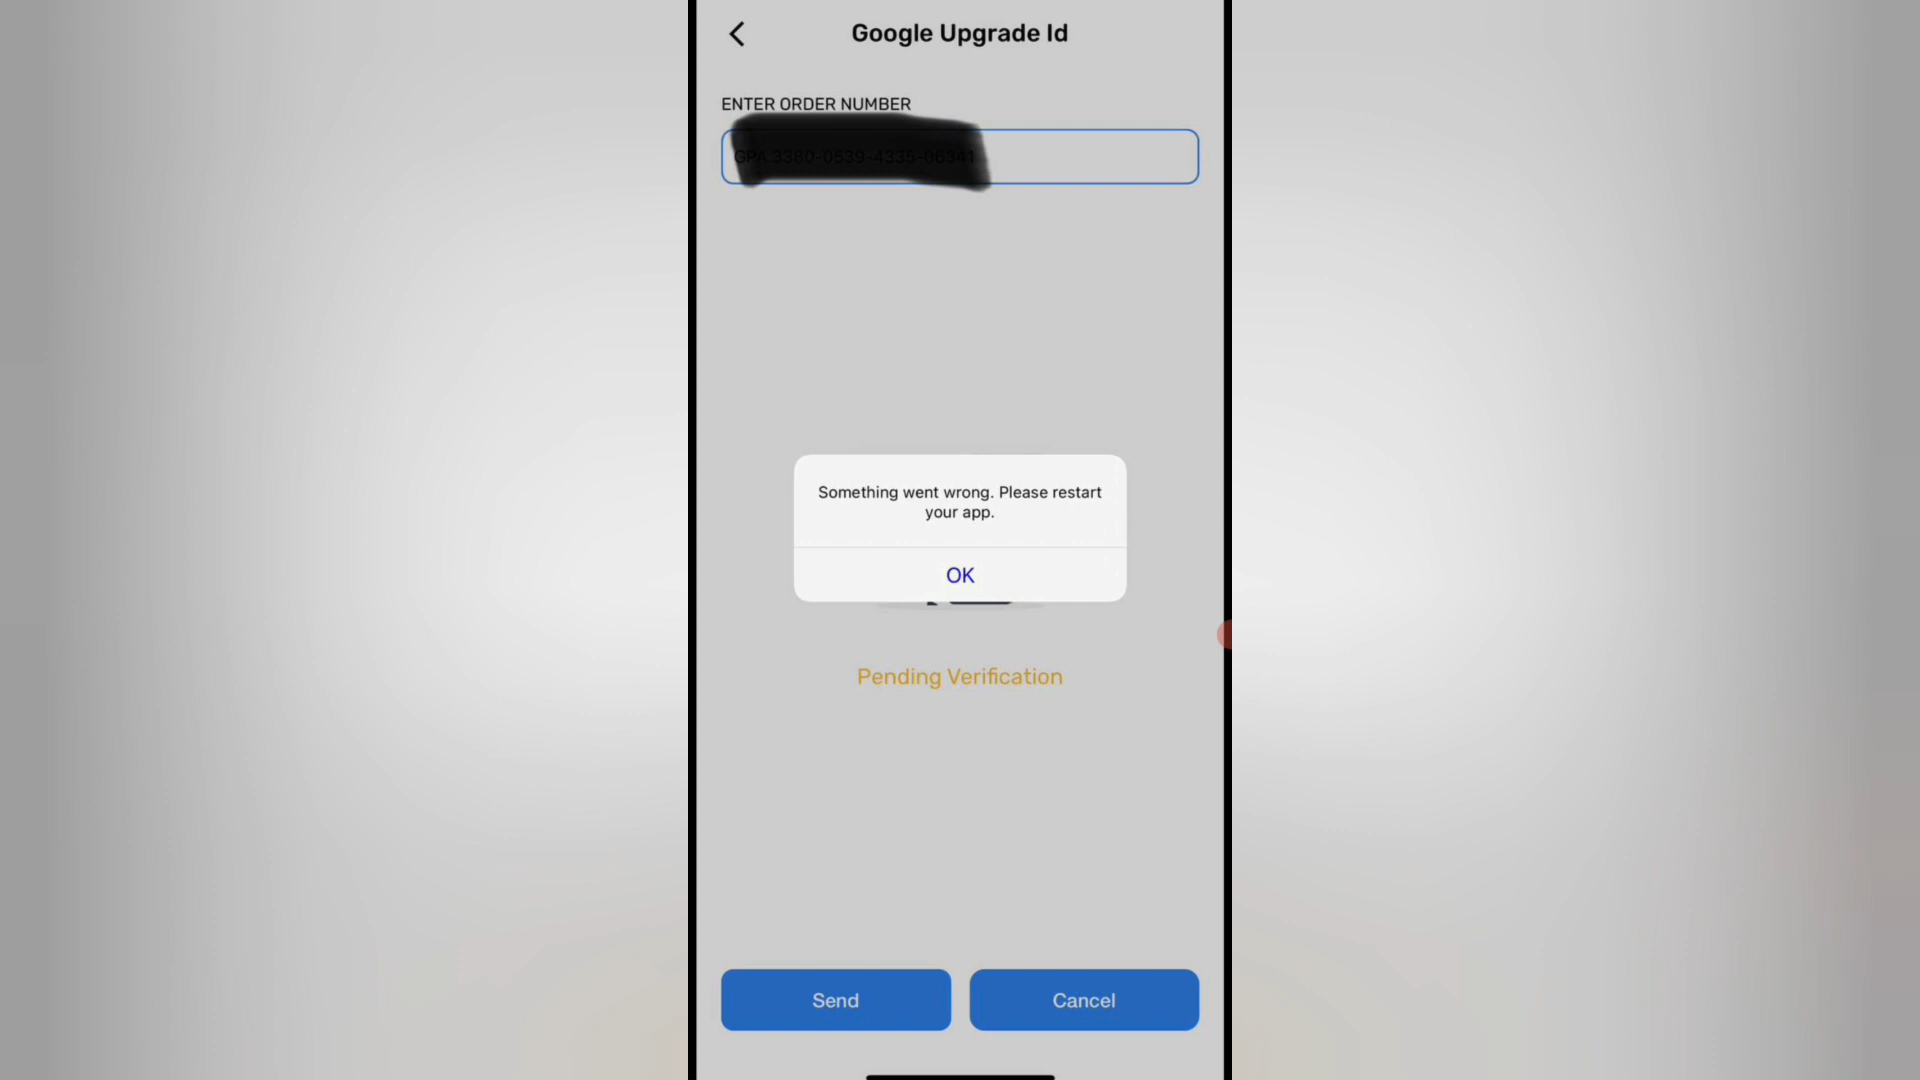 Google Upgrade Id
ENTER ORDER NUMBER
Something went wrong. Please restart
your app.
OK
Pending Verification
Send
Cancel